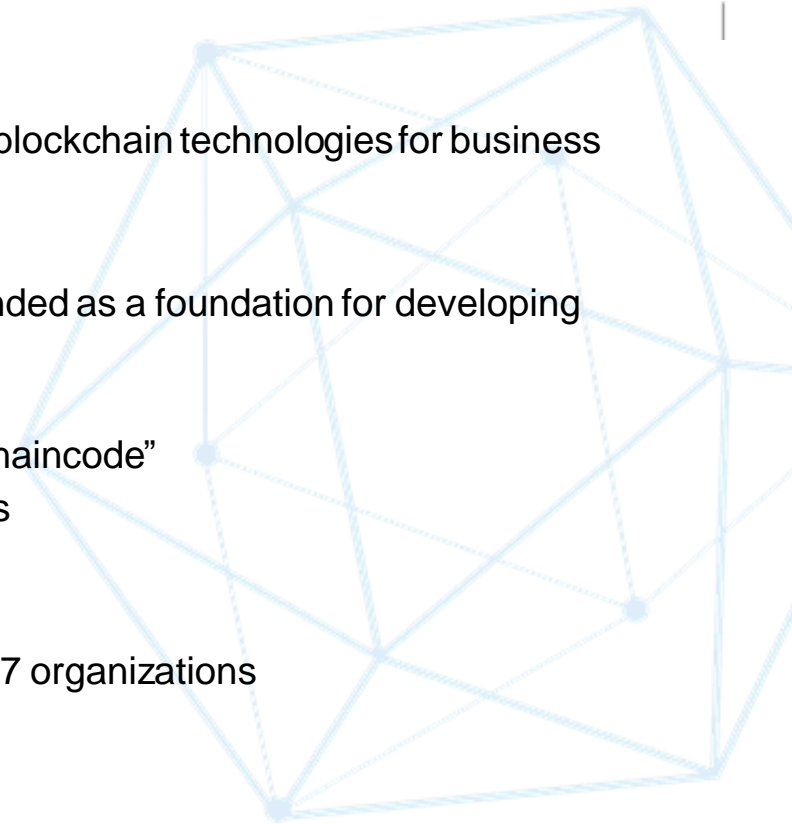 blockchain technologies for business
nded as a foundation for developing
haincode”
s
7 organizations